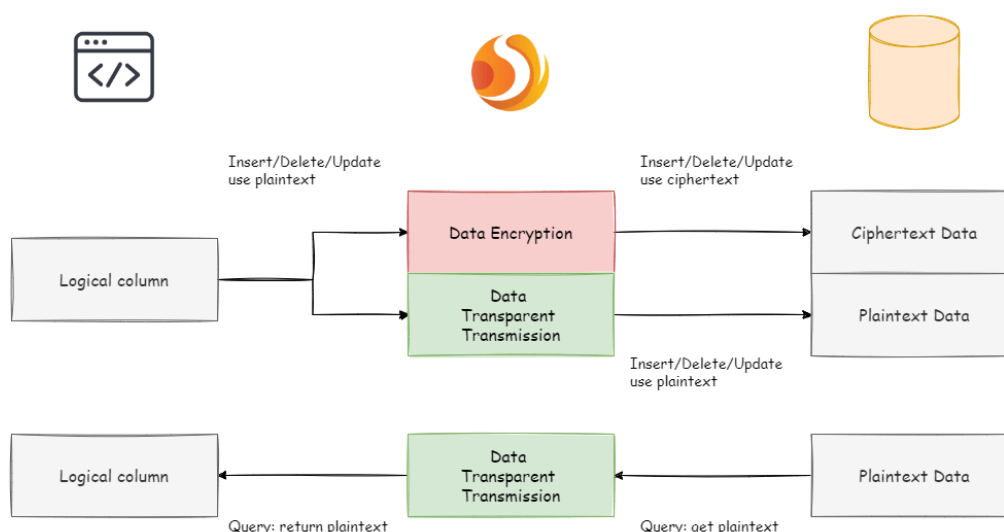 </>
Insert/Delete/Update
use plaintext
Insert/Delete/Update
use ciphertext
Logical column
Data Encryption
Ciphertext Data
Data
Transparent
Transmission
Plaintext Data
Insert/Delete/Update
use plaintext
Logical column
Data
Transparent
Transmission
Plaintext Data
Query: return plaintext
Query: get plaintext